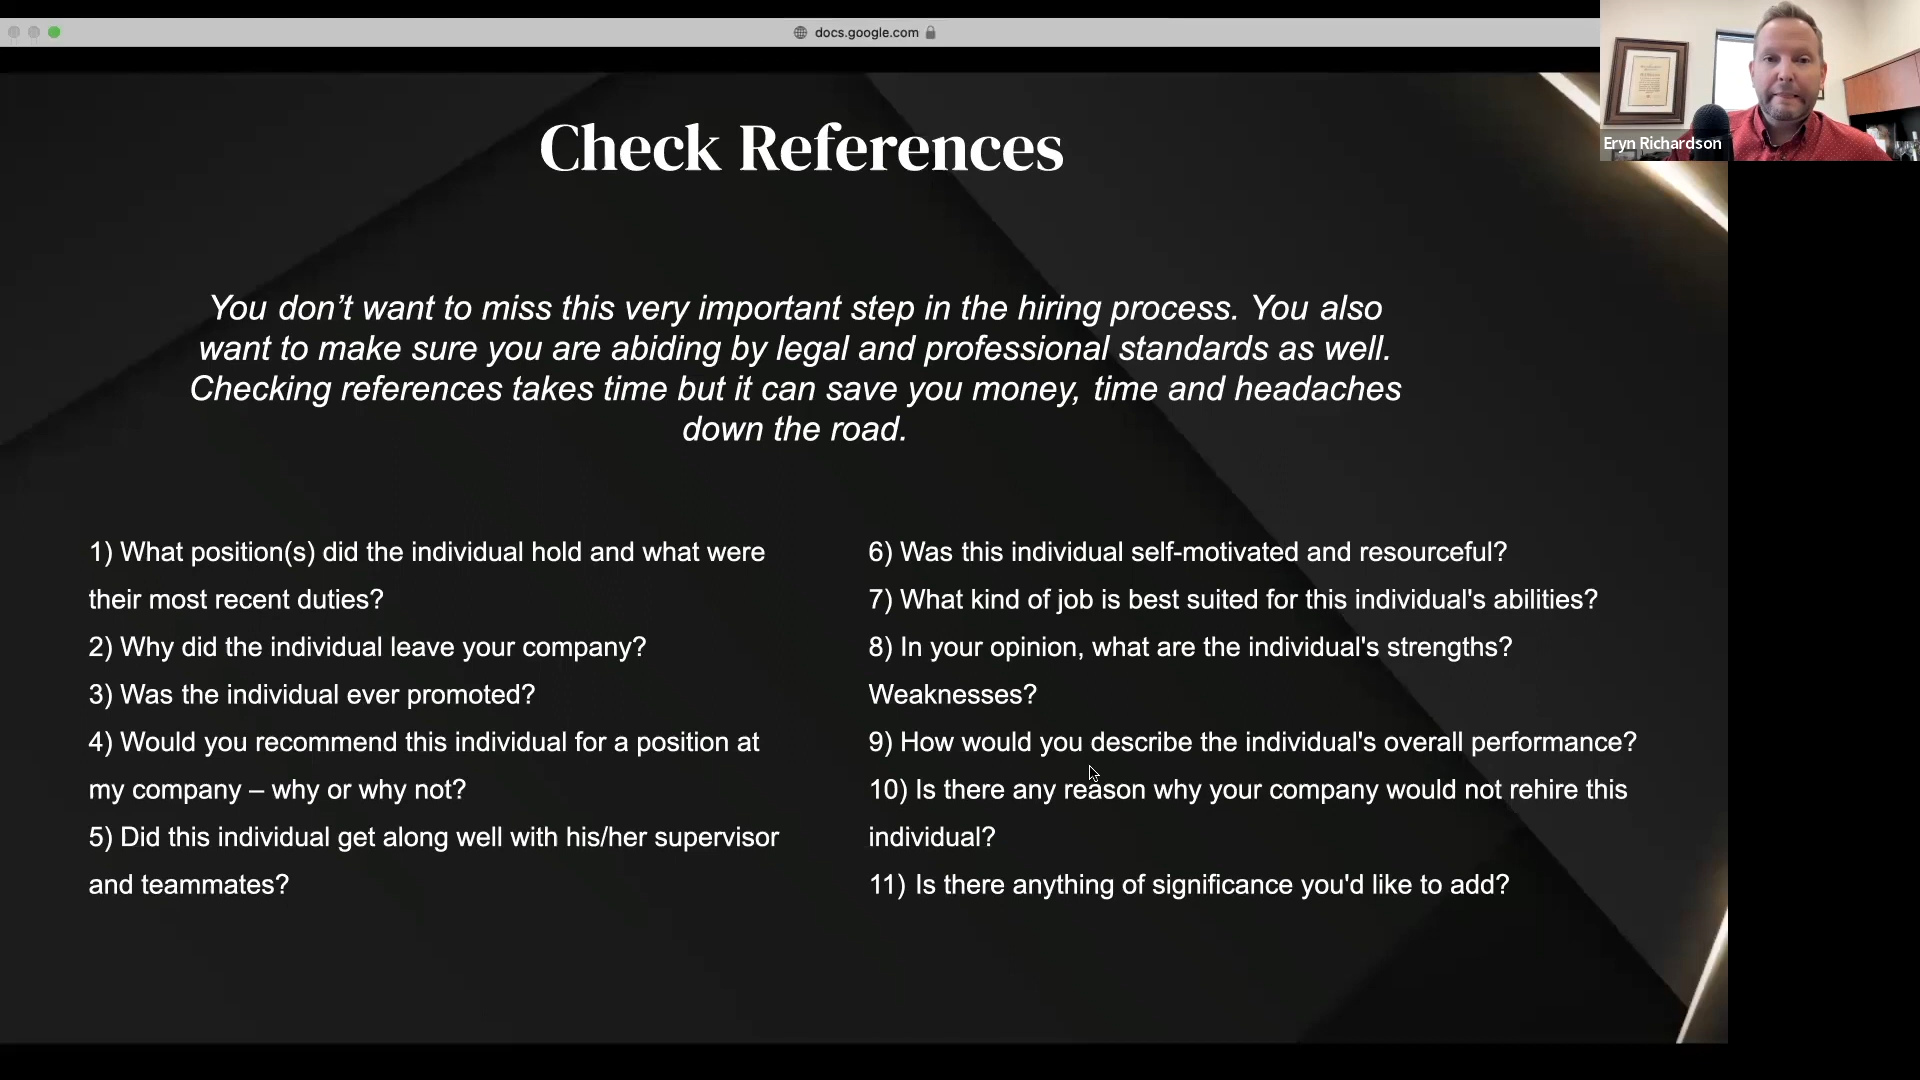 docs.google.com
Eryn Richardson
Check References
You don’t want to miss this very important step in the hiring process. You also
want to make sure you are abiding by legal and professional standards as well.
Checking references takes time but it can save you money, time and headaches
down the road.
1) What position(s) did the individual hold and what were
their most recent duties?
2) Why did the individual leave your company?
3) Was the individual ever promoted?
4) Would you recommend this individual for a position at
my company – why or why not?
5) Did this individual get along well with his/her supervisor
and teammates?
6) Was this individual self-motivated and resourceful?
7) What kind of job is best suited for this individual's abilities?
8) In your opinion, what are the individual's strengths?
Weaknesses?
9) How would you describe the individual's overall performance?
10) Is there any reason why your company would not rehire this
individual?
11) Is there anything of significance you'd like to add?